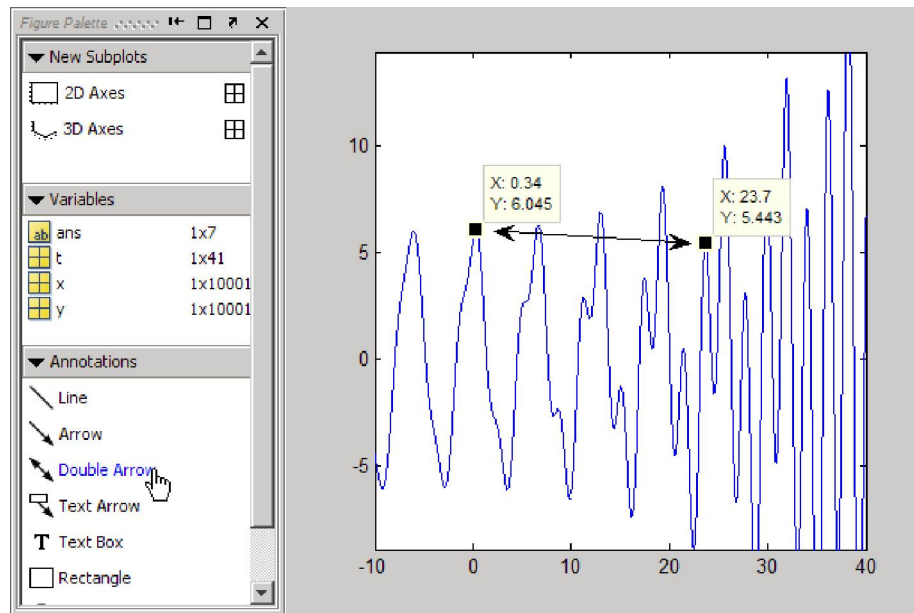 Figure Palette
New Subplots
2D Axes
3D Axes
Variables
ab ans 1x7
t 1x41
x 1x10001
y 1x10001
Annotations
Line
Arrow
Double Arrow
Text Arrow
T Text Box
Rectangle
X: 0.34
Y: 6.045
X: 23.7
Y: 5.443
10
5
0
-5
-10 0 10 20 30 40